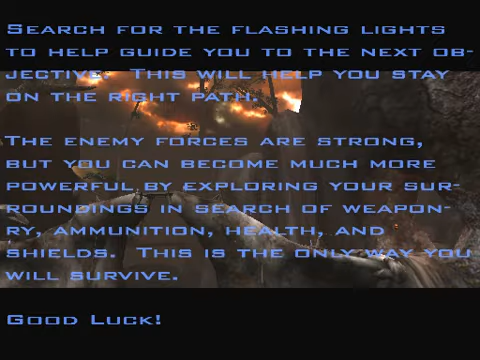 Search for the flashing lights
to help guide you to the next ob-
jective.  This will help you stay
on the right path.
The enemy forces are strong,
but you can become much more
powerful by exploring your sur-
roundings in search of weapon-
ry, ammunition, health, and
shields.  This is the only way you
will survive.
Good Luck!